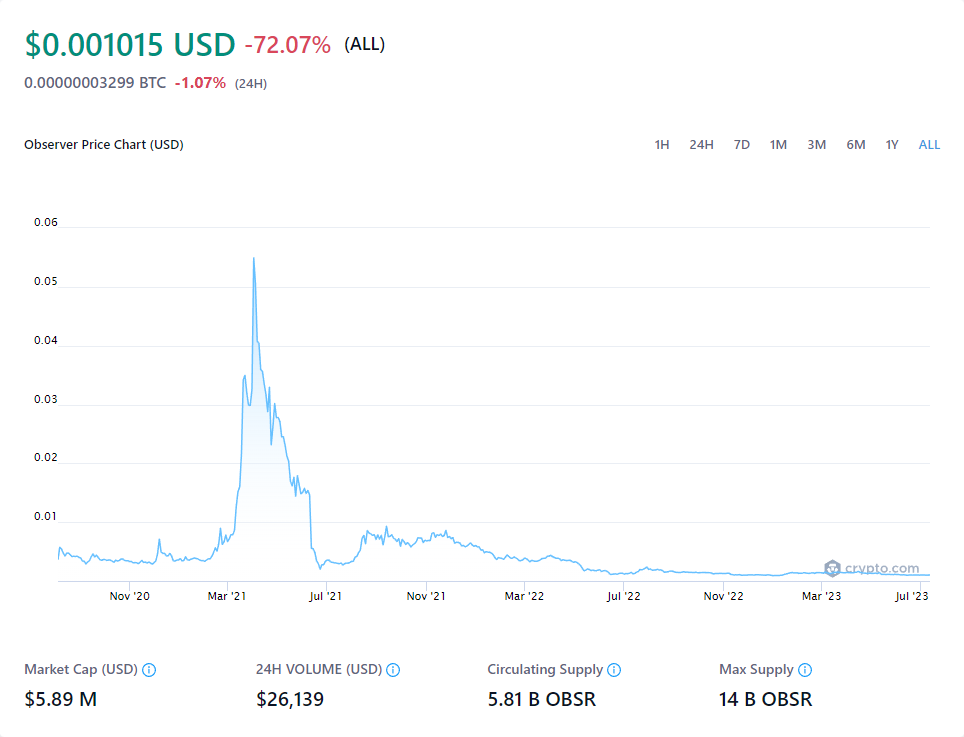 $0.001015 USD -72.07% (ALL)
0.00000003299 BTC -1.07% (24H)
Observer Price Chart (USD) 1H 24H 7D 1M 3M 6M 1Y ALL
0.06
0.05
0.04
0.03
0.02
0.01
crypto.com
Nov '20 Mar '21 Jul '21 Nov '21 Mar '22 Jul '22 Nov '22 Mar '23 Jul '23
Market Cap (USD) 24H VOLUME (USD) Circulating Supply Max Supply
$5.89 M $26,139 5.81 B OBSR 14 B OBSR